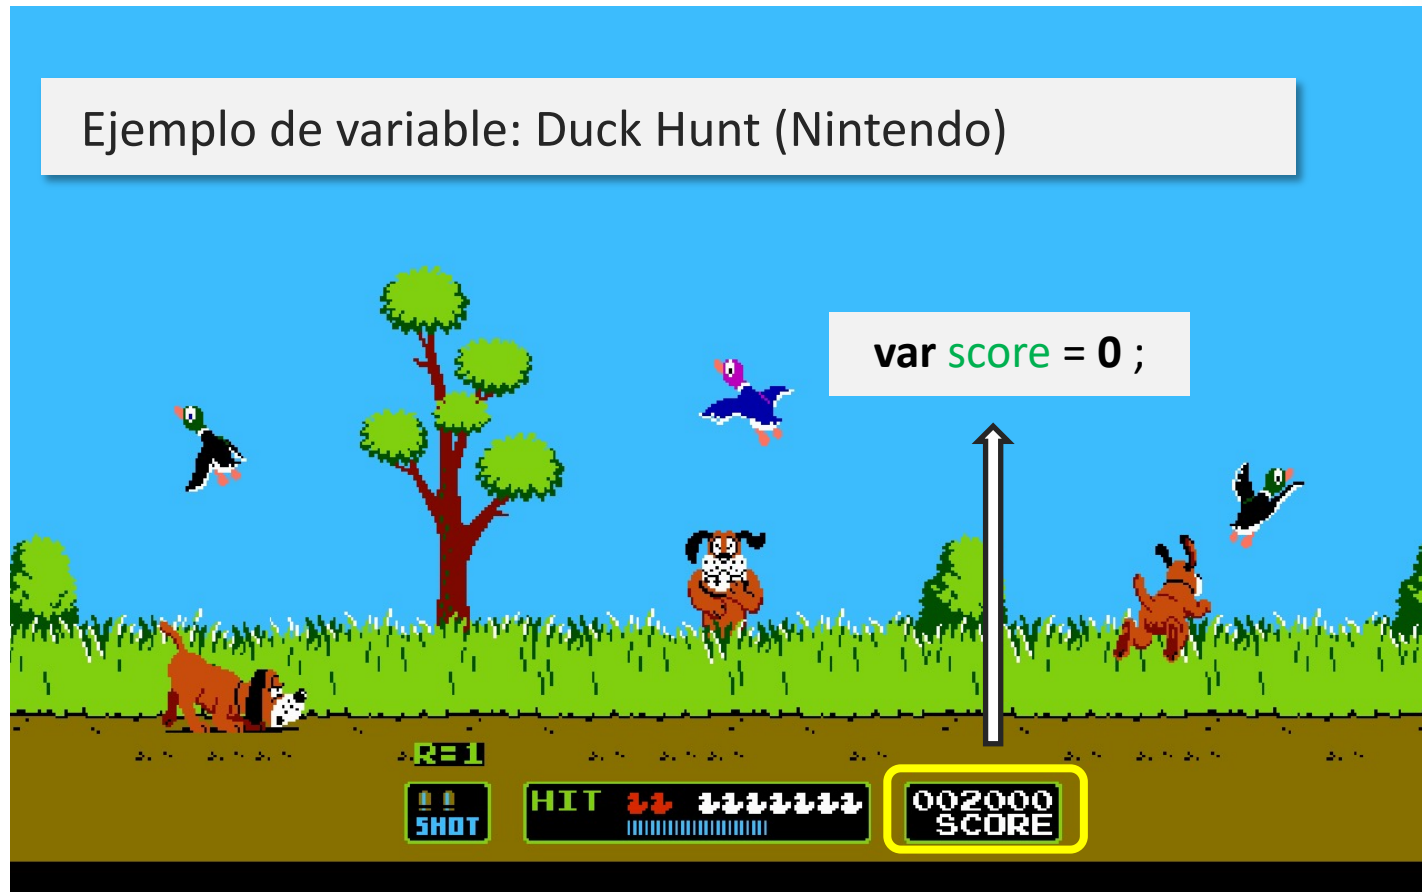 Ejemplo de variable: Duck Hunt (Nintendo)
var score = 0 ;
R=1
SHOT
HIT
002000
SCORE